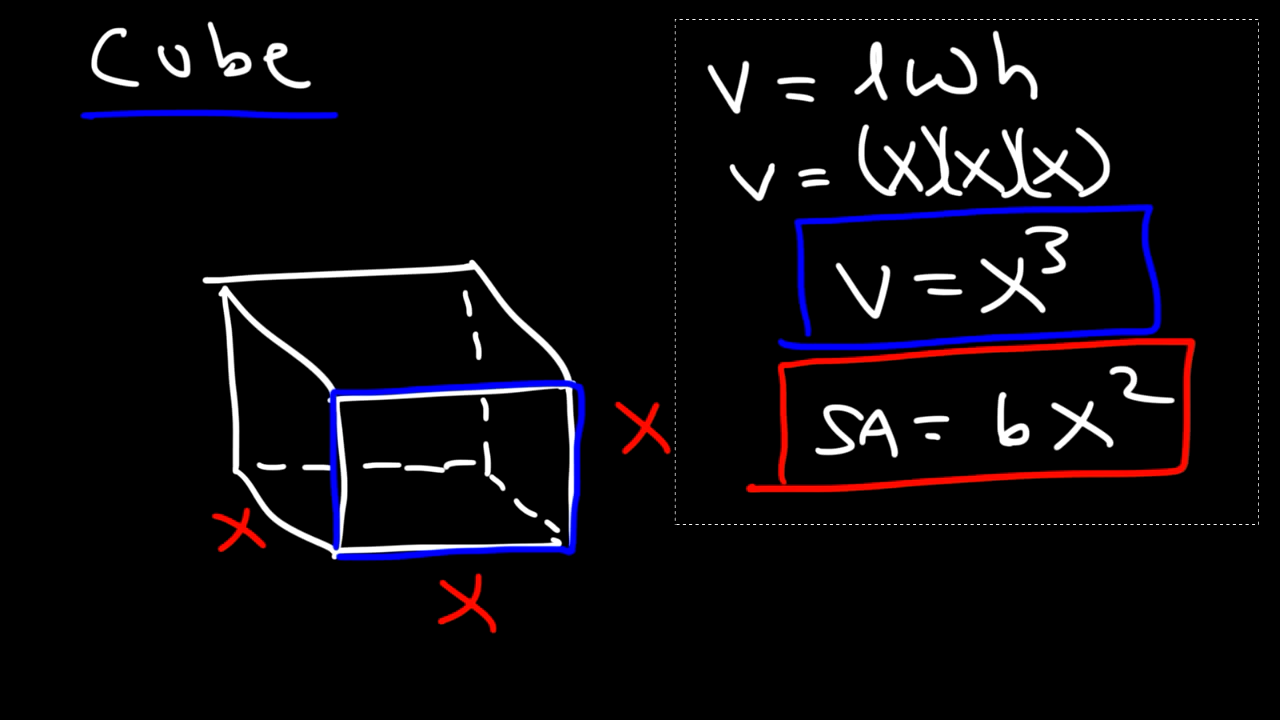 Cube
V = lwh
V = (x)(x)(x)
V = x³
SA = 6x²
x
x
x